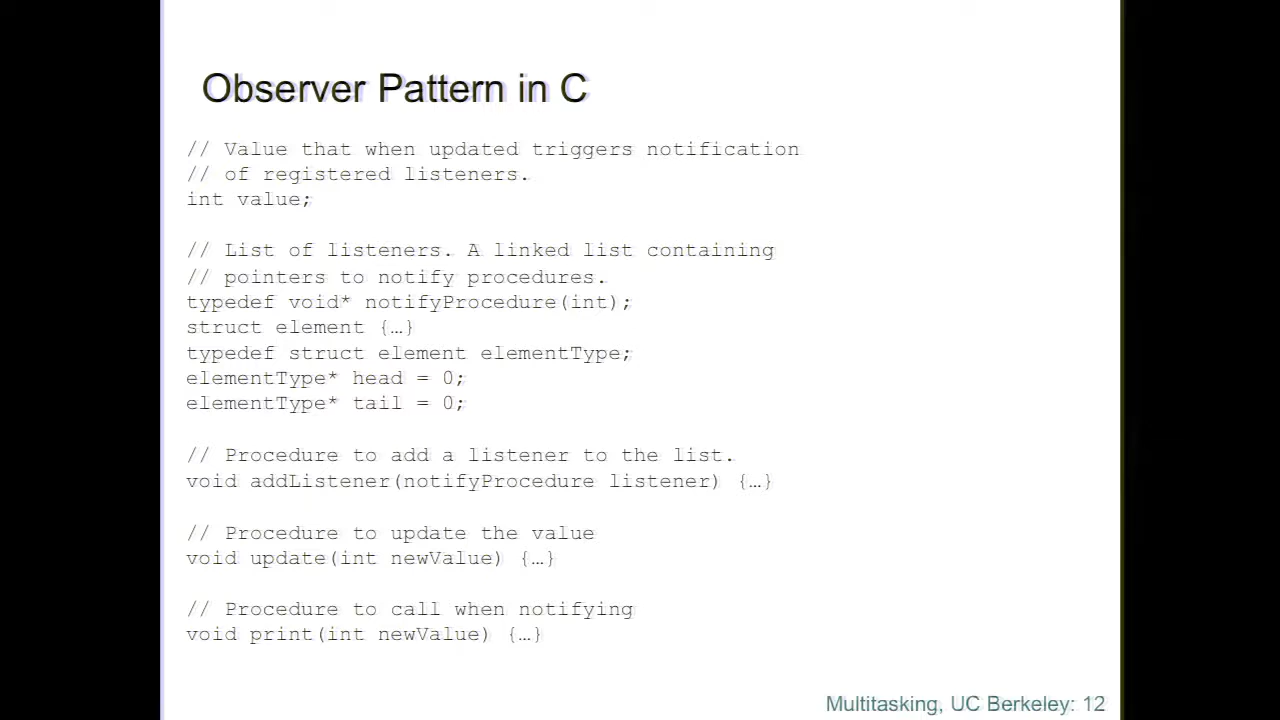 Observer Pattern in C
// Value that when updated triggers notification
// of registered listeners.
int value;
// List of listeners. A linked list containing
// pointers to notify procedures.
typedef void* notifyProcedure(int);
struct element {…}
typedef struct element elementType;
elementType* head = 0;
elementType* tail = 0;
// Procedure to add a listener to the list.
void addListener(notifyProcedure listener) {…}
// Procedure to update the value
void update(int newValue) {…}
// Procedure to call when notifying
void print(int newValue) {…}
Multitasking, UC Berkeley: 12